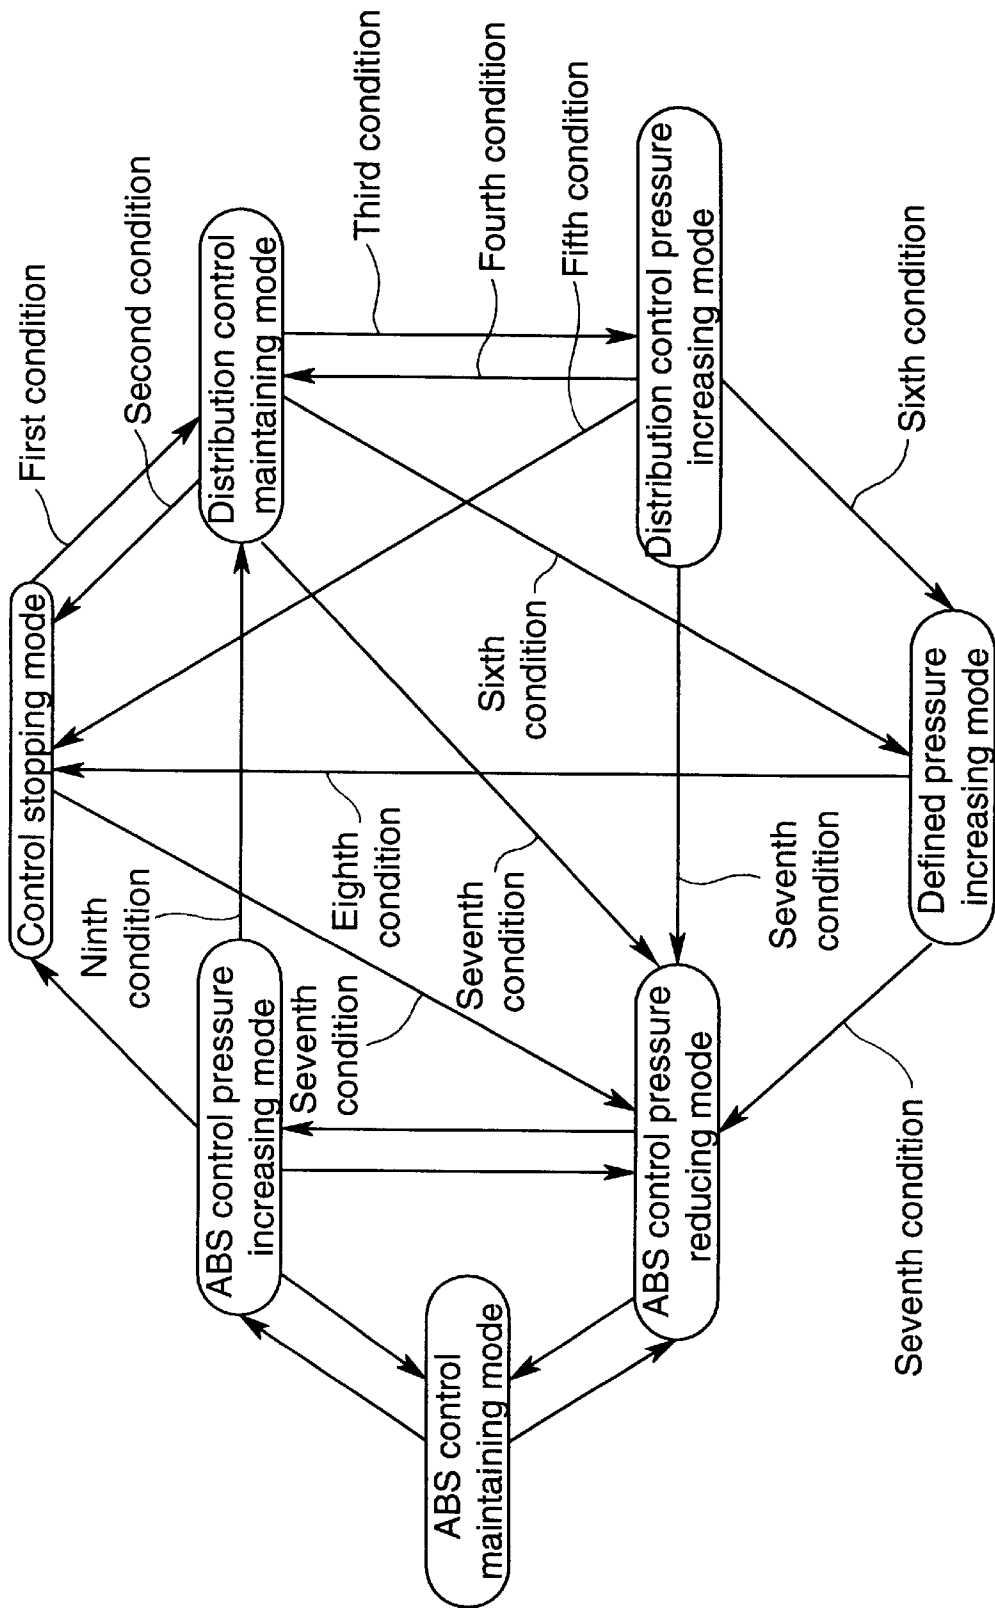 Control stopping mode
First condition
Second condition
Ninth
condition
ABS control pressure
increasing mode
Distribution control
maintaining mode
Third condition
Seventh
condition
Eighth
condition
ABS control
maintaining mode
Seventh
condition
Sixth
condition
Fourth condition
Fifth condition
ABS control pressure
reducing mode
Distribution control pressure
increasing mode
Seventh
condition
Seventh condition
Defined pressure
increasing mode
Sixth condition